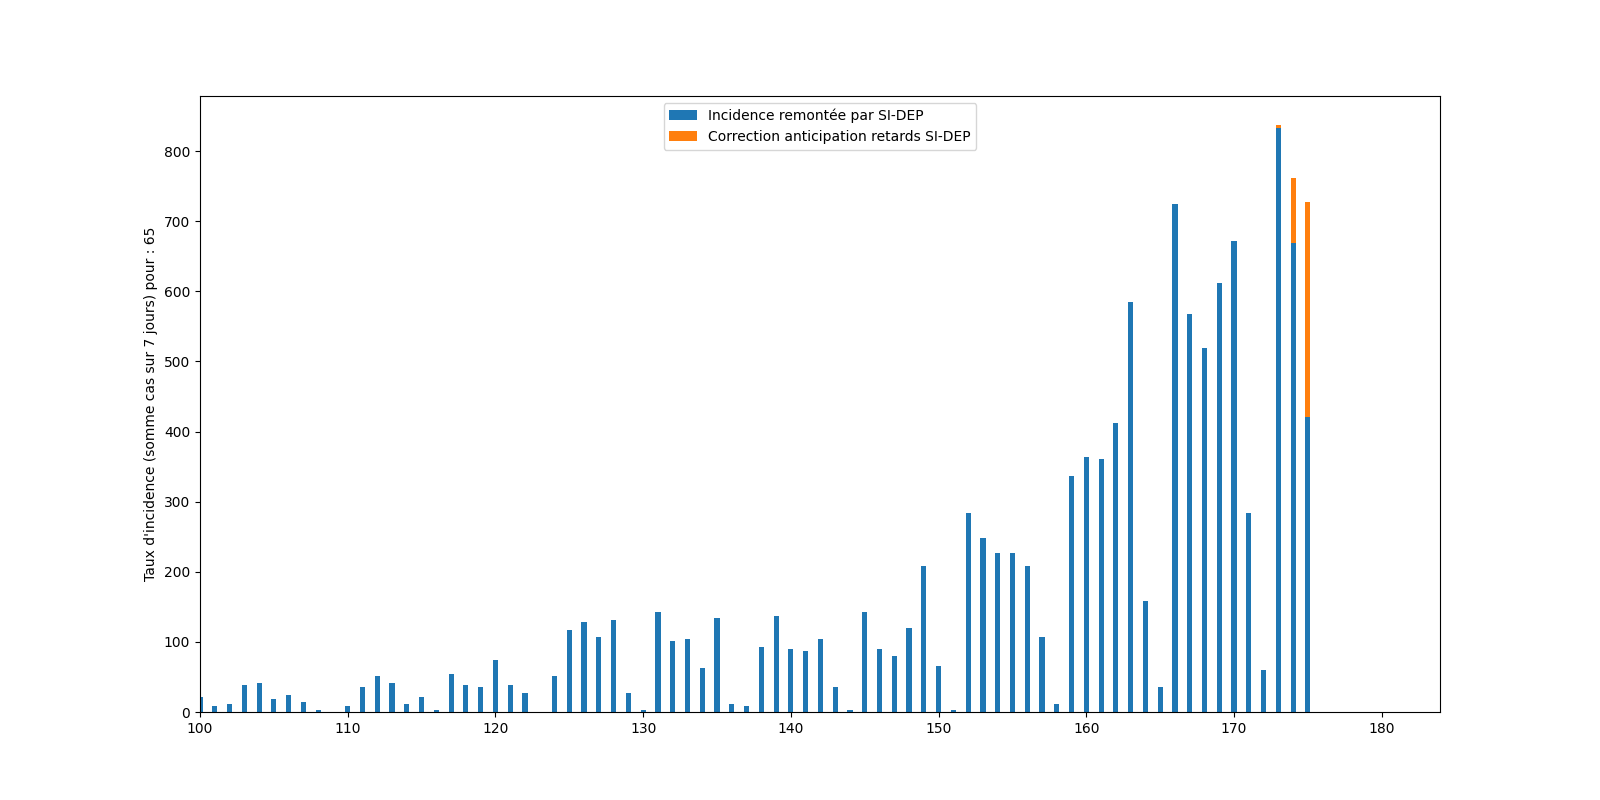 Incidence remontée par SI-DEP
Correction anticipation retards SI-DEP
Taux d'incidence (somme cas sur 7 jours) pour : 65
800
700
600
500
400
300
200
100
0
100 110 120 130 140 150 160 170 180